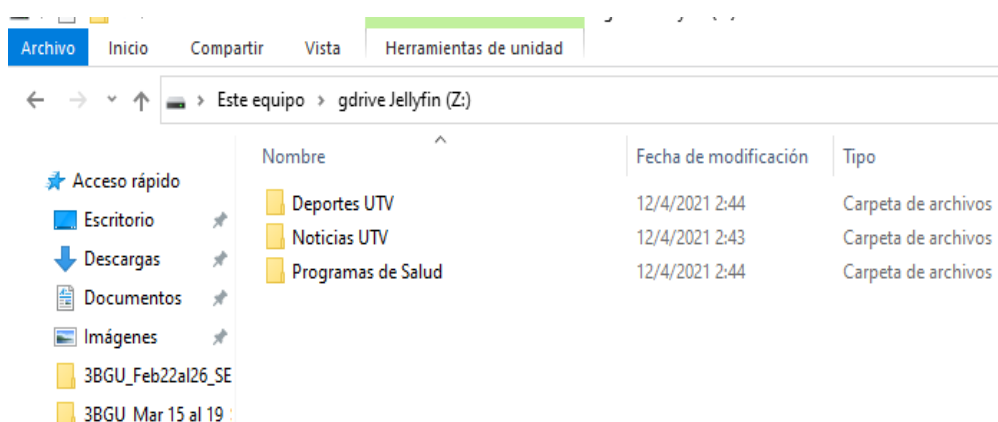 Archivo Inicio Compartir Vista Herramientas de unidad
Este equipo > gdrive Jellyfin (Z:)
Nombre Fecha de modificación Tipo
Acceso rápido
Escritorio
Descargas
Documentos
Imágenes
3BGU_Feb22al26_SE
3BGU Mar 15 al 19
Deportes UTV 12/4/2021 2:44 Carpeta de archivos
Noticias UTV 12/4/2021 2:43 Carpeta de archivos
Programas de Salud 12/4/2021 2:44 Carpeta de archivos